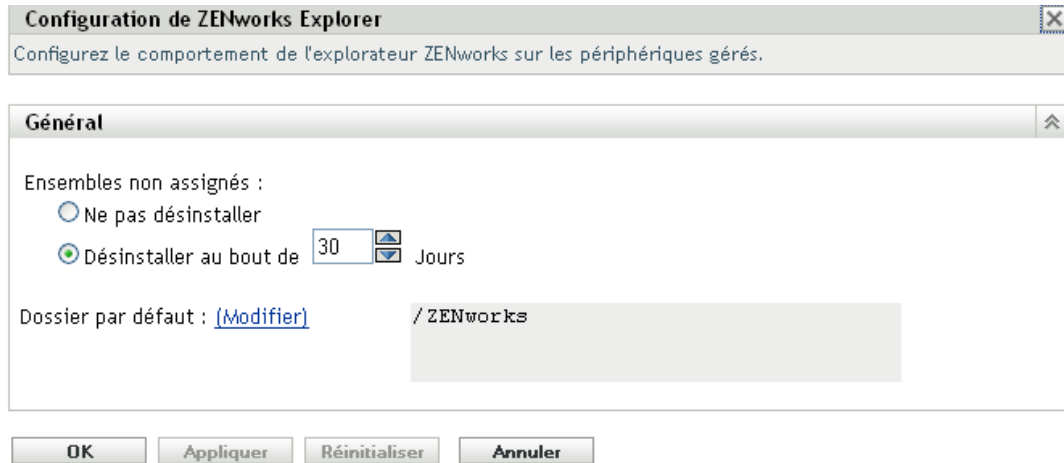 Configuration de ZENworks Explorer
Configurez le comportement de l'explorateur ZENworks sur les périphériques gérés.
Général
Ensembles non assignés :
Ne pas désinstaller
Désinstaller au bout de 30 Jours
Dossier par défaut : (Modifier) /ZENworks
OK Appliquer Réinitialiser Annuler